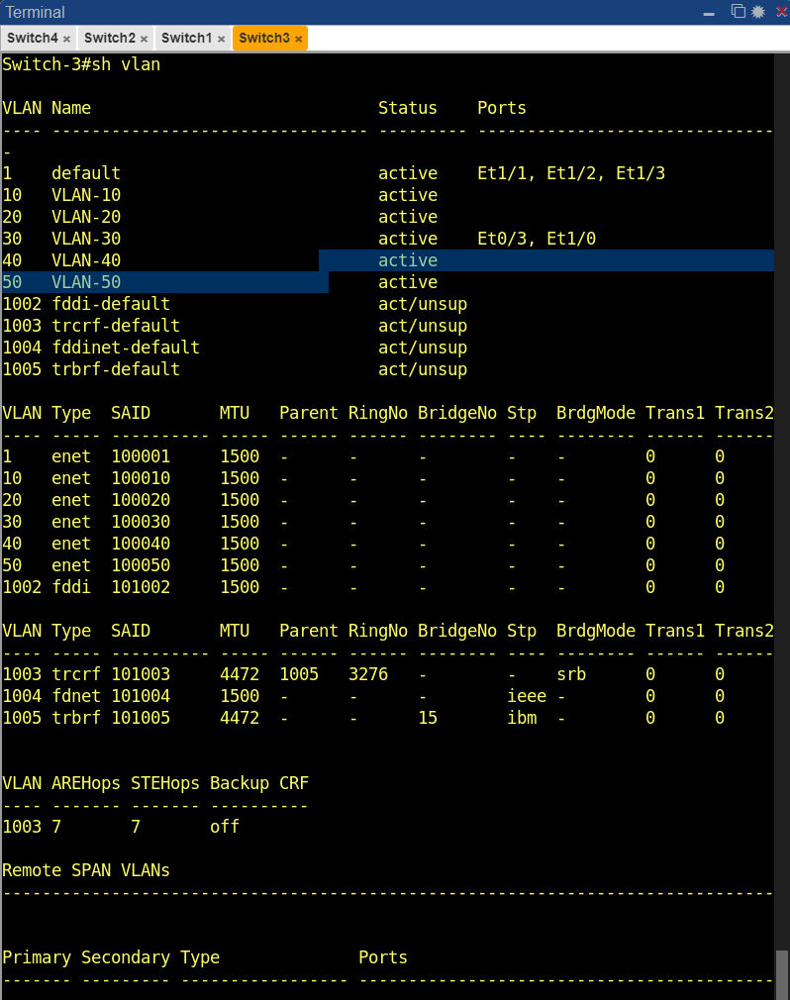 Terminal
Switch4 × Switch2 × Switch1 × Switch3 ×
Switch-3#sh vlan
VLAN Name                             Status    Ports
---- -------------------------------- --------- ------------------------------
-
1    default                          active    Et1/1, Et1/2, Et1/3
10   VLAN-10                          active
20   VLAN-20                          active
30   VLAN-30                          active    Et0/3, Et1/0
40   VLAN-40                          active
50   VLAN-50                          active
1002 fddi-default                     act/unsup
1003 trcrf-default                    act/unsup
1004 fddinet-default                  act/unsup
1005 trbrf-default                    act/unsup
VLAN Type  SAID       MTU   Parent RingNo BridgeNo Stp  BrdgMode Trans1 Trans2
---- ----- ---------- ----- ------ ------ -------- ---- -------- ------ ------
1    enet  100001     1500  -      -      -        -    -        0      0
10   enet  100010     1500  -      -      -        -    -        0      0
20   enet  100020     1500  -      -      -        -    -        0      0
30   enet  100030     1500  -      -      -        -    -        0      0
40   enet  100040     1500  -      -      -        -    -        0      0
50   enet  100050     1500  -      -      -        -    -        0      0
1002 fddi  101002     1500  -      -      -        -    -        0      0
VLAN Type  SAID       MTU   Parent RingNo BridgeNo Stp  BrdgMode Trans1 Trans2
---- ----- ---------- ----- ------ ------ -------- ---- -------- ------ ------
1003 trcrf 101003     4472  1005   3276   -        -    srb      0      0
1004 fdnet 101004     1500  -      -      -        ieee -        0      0
1005 trbrf 101005     4472  -      -      15       ibm  -        0      0
VLAN AREHops STEHops Backup CRF
---- ------- ------- ----------
1003 7       7       off
Remote SPAN VLANs
------------------------------------------------------------------------------
Primary Secondary Type              Ports
------- --------- ----------------- ------------------------------------------